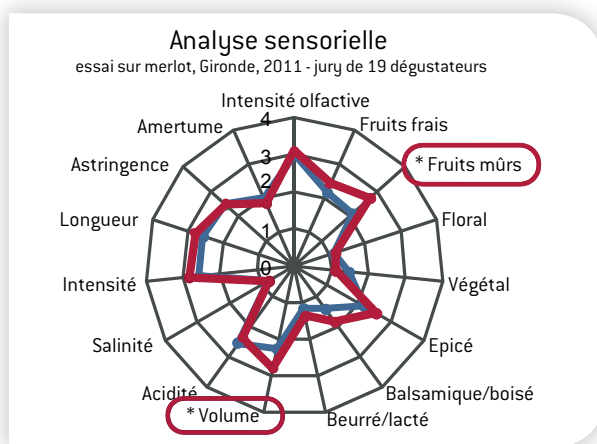 Analyse sensorielle
essai sur merlot, Gironde, 2011 - jury de 19 dégustateurs
Intensité olfactive
4
Amertume
Fruits frais
3
Astringence
* Fruits mûrs
2
Longueur
Floral
1
0
Intensité
Végétal
Salinité
Epicé
Acidité
Balsamique/boisé
* Volume
Beurré/lacté